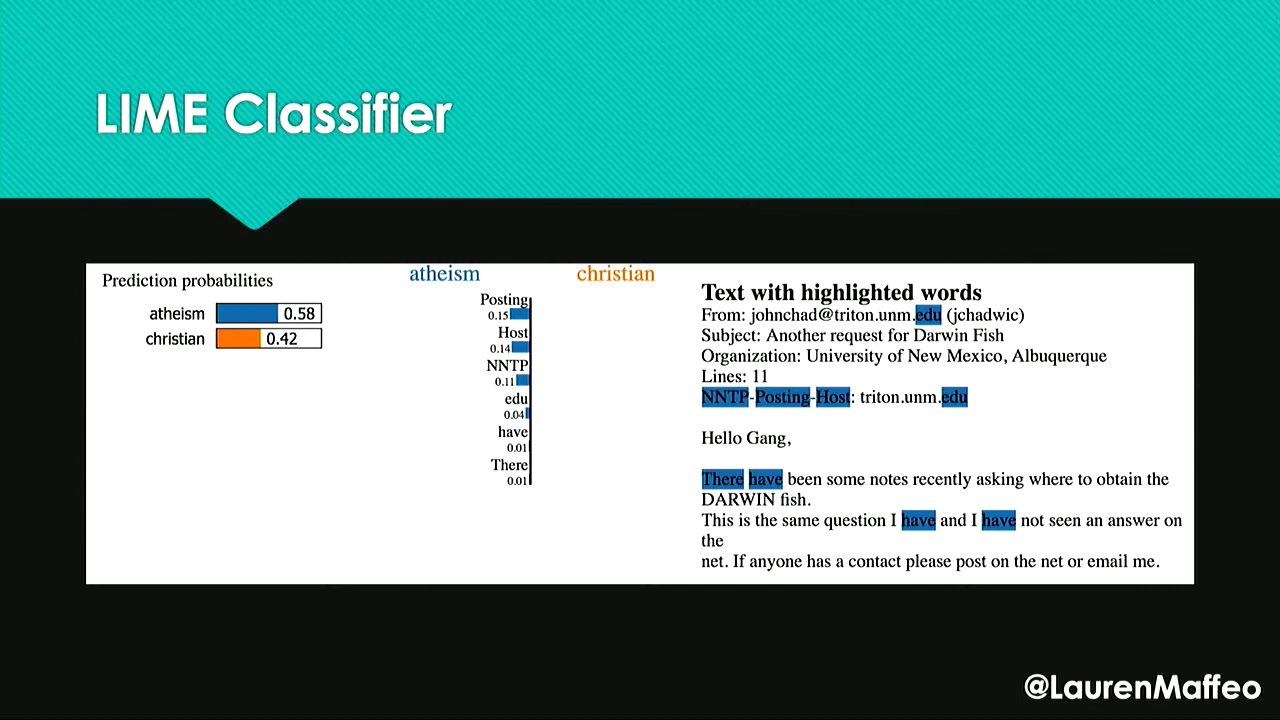 LIME Classifier
Prediction probabilities
atheism 0.58
christian 0.42
atheism christian
Posting
0.15
Host
0.14
NNTP
0.11
edu
0.04
have
0.01
There
0.01
Text with highlighted words
From: johnchad@triton.unm.edu (jchadwic)
Subject: Another request for Darwin Fish
Organization: University of New Mexico, Albuquerque
Lines: 11
NNTP-Posting-Host: triton.unm.edu
Hello Gang,
There have been some notes recently asking where to obtain the
DARWIN fish.
This is the same question I have and I have not seen an answer on
the
net. If anyone has a contact please post on the net or email me.
@LaurenMaffeo